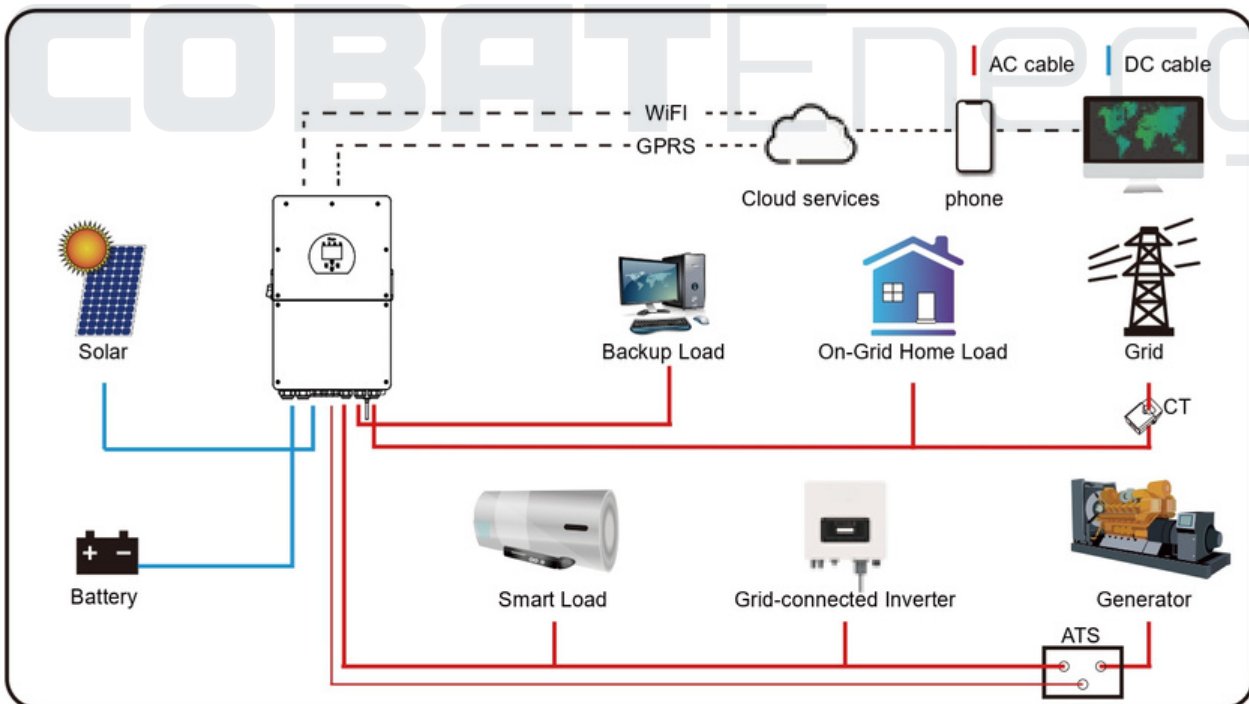 COBATEnerg
AC cable
DC cable
WiFI
GPRS
Cloud services
phone
Solar
Backup Load
On-Grid Home Load
Grid
CT
+ −
Battery
Smart Load
Grid-connected Inverter
Generator
ATS